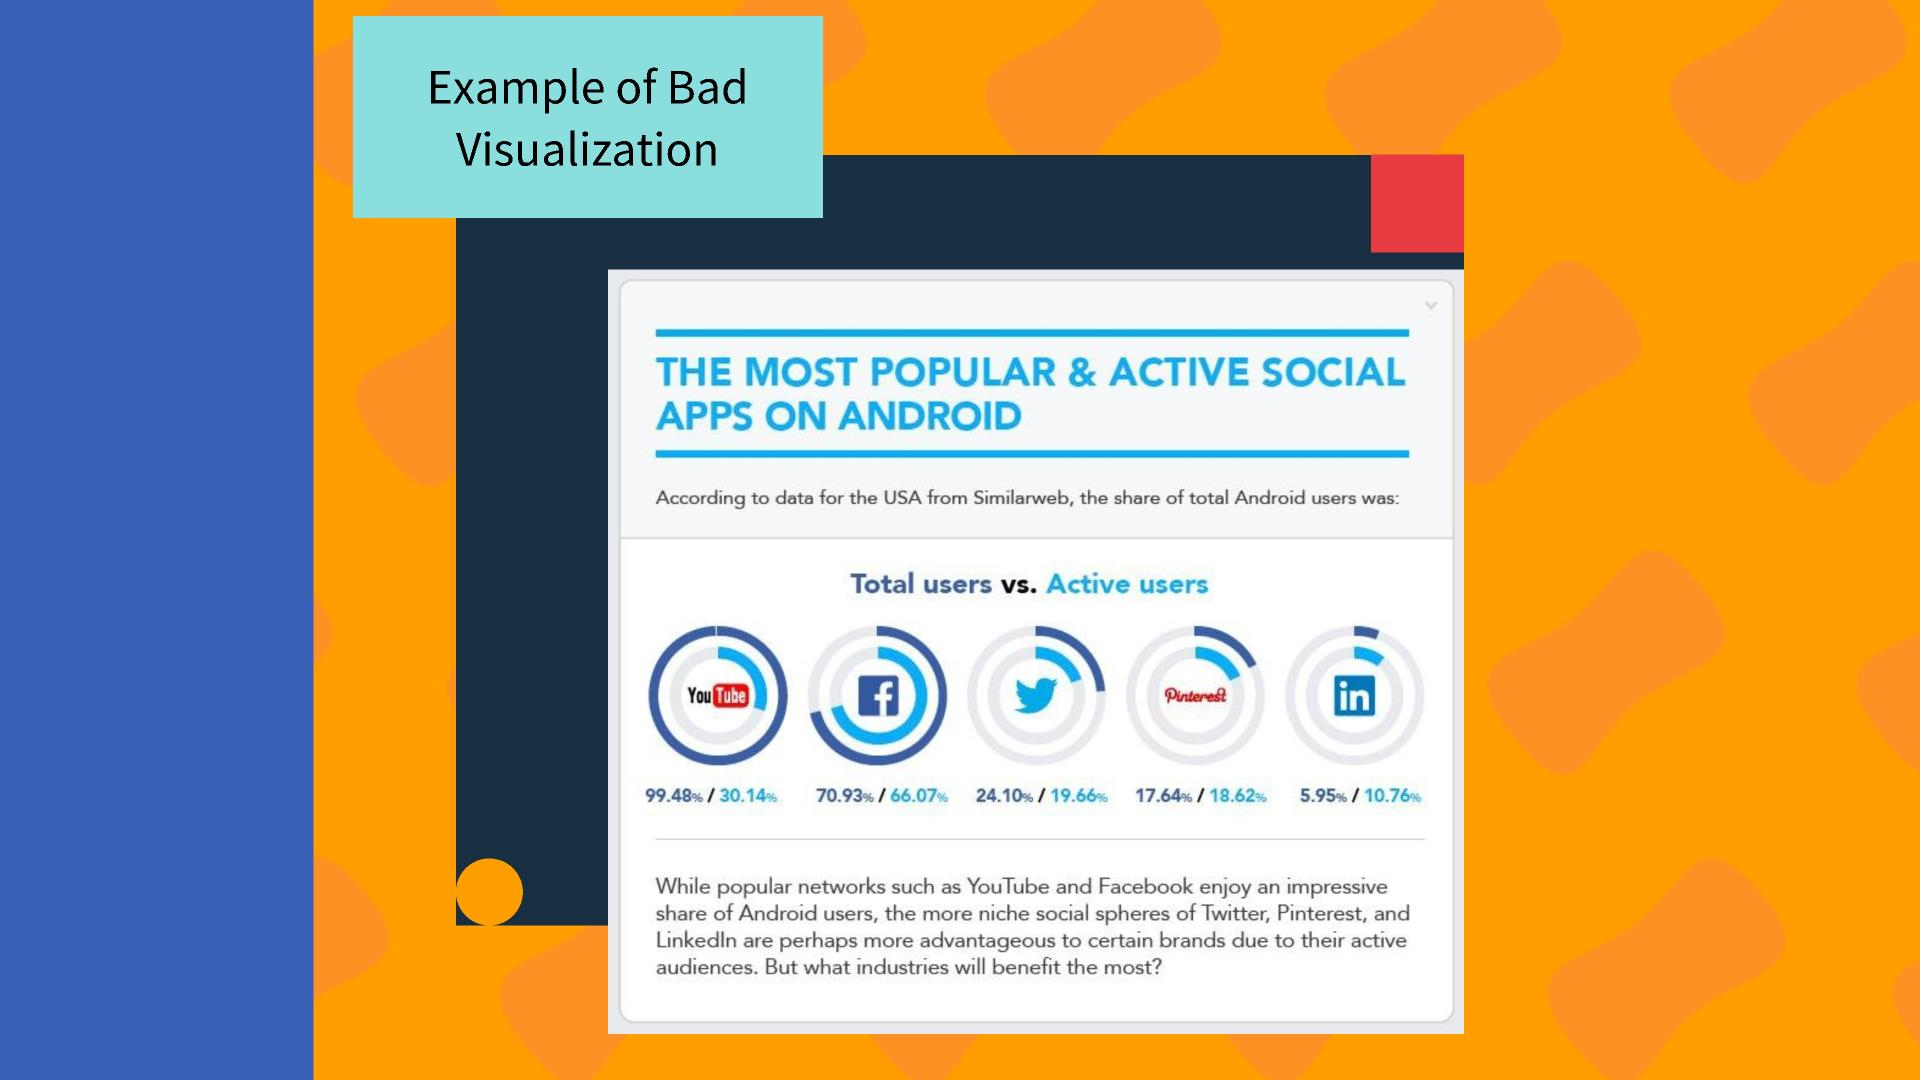 Example of Bad
Visualization
THE MOST POPULAR & ACTIVE SOCIAL
APPS ON ANDROID
According to data for the USA from Similarweb, the share of total Android users was:
Total users vs. Active users
YouTube
f
Pinterest
in
99.48% / 30.14%
70.93% / 66.07%
24.10% / 19.66%
17.64% / 18.62%
5.95% / 10.76%
While popular networks such as YouTube and Facebook enjoy an impressive
share of Android users, the more niche social spheres of Twitter, Pinterest, and
LinkedIn are perhaps more advantageous to certain brands due to their active
audiences. But what industries will benefit the most?